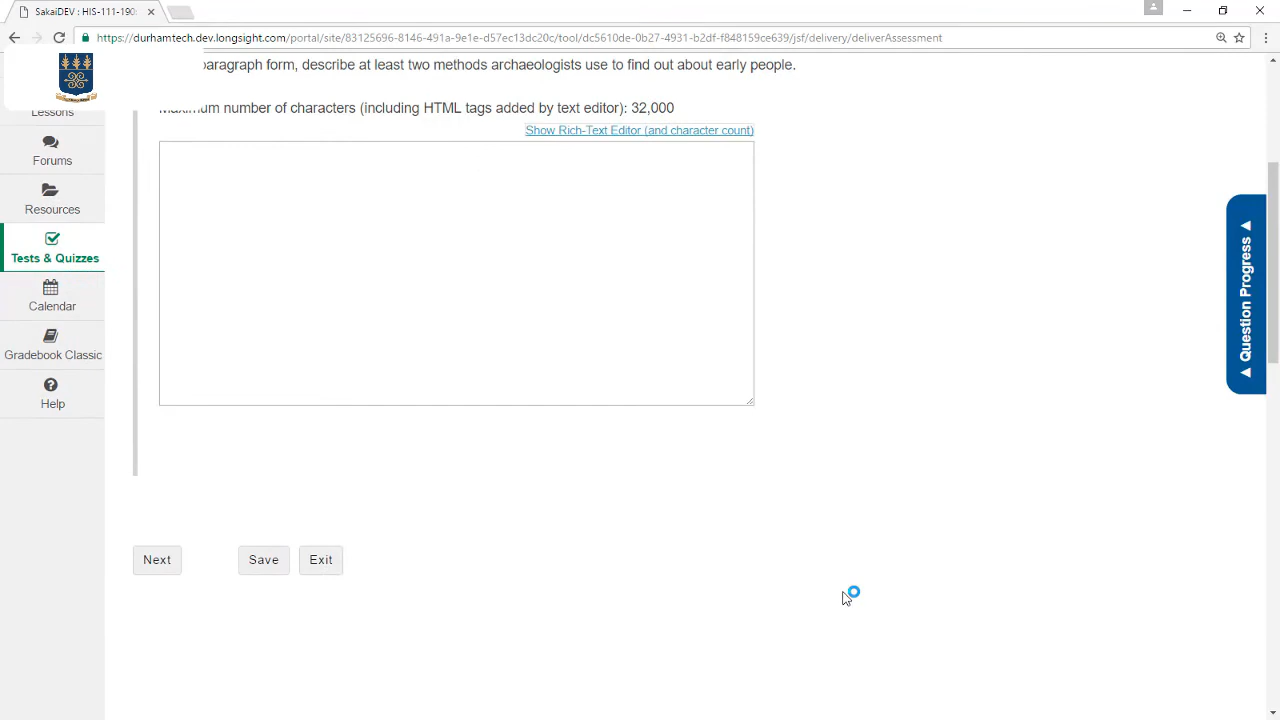 SakaiDEV : HIS-111-190:
https://durhamtech.dev.longsight.com/portal/site/83125696-8146-491a-9e1e-d57ec13dc20c/tool/dc5610de-0b27-4931-b2df-f848159ce639/jsf/delivery/deliverAssessment
paragraph form, describe at least two methods archaeologists use to find out about early people.
Maximum number of characters (including HTML tags added by text editor): 32,000
Show Rich-Text Editor (and character count)
Lessons
Forums
Resources
Tests & Quizzes
Calendar
Gradebook Classic
Help
Question Progress
Next
Save
Exit